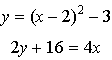 y = (x – 2)² – 3
2y + 16 = 4x